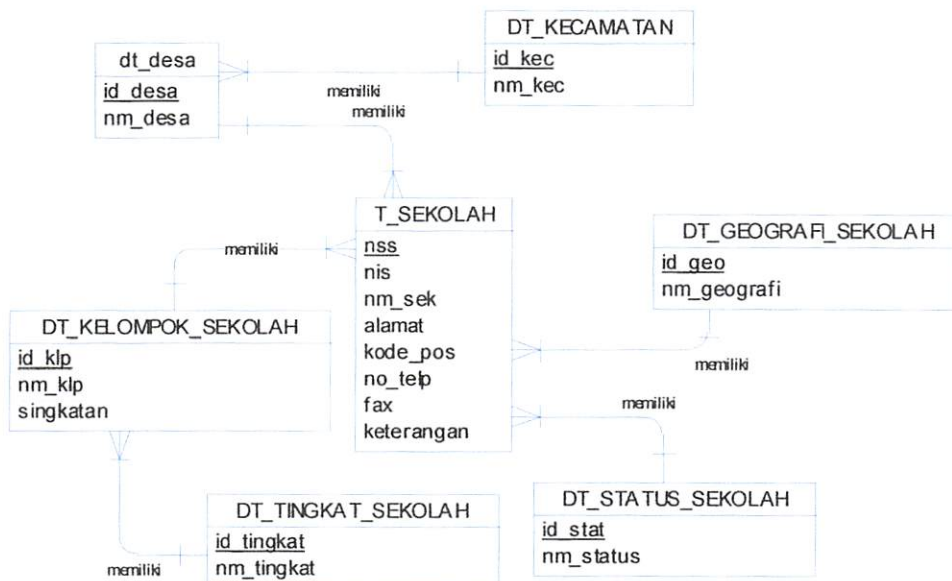 DT_KECAMATAN
id_kec
nm_kec
dt_desa
id_desa
nm_desa
memiliki
memiliki
T_SEKOLAH
nss
nis
nm_sek
alamat
kode_pos
no_telp
fax
keterangan
DT_GEOGRAFI_SEKOLAH
id_geo
nm_geografi
memiliki
DT_KELOMPOK_SEKOLAH
id_klp
nm_klp
singkatan
memiliki
memiliki
DT_TINGKAT_SEKOLAH
id_tingkat
nm_tingkat
memiliki
DT_STATUS_SEKOLAH
id_stat
nm_status